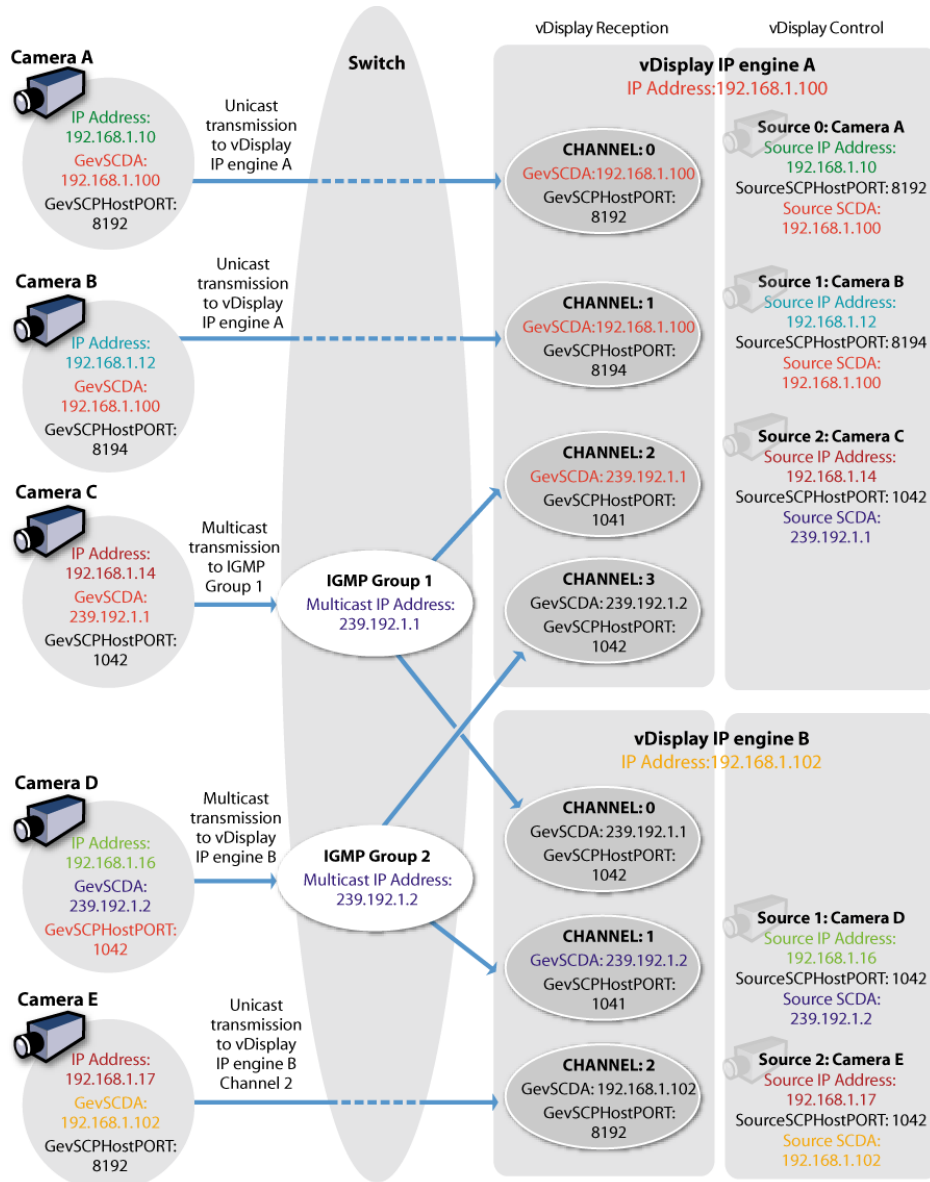 vDisplay Reception
vDisplay Control
Camera A
IP Address:
192.168.1.10
GevSCDA:
192.168.1.100
GevSCPHostPORT:
8192
Unicast
transmission
to vDisplay
IP engine A
Switch
vDisplay IP engine A
IP Address:192.168.1.100
CHANNEL: 0
GevSCDA:192.168.1.100
GevSCPHostPORT:
8192
Source 0: Camera A
Source IP Address:
192.168.1.10
SourceSCPHostPORT: 8192
Source SCDA:
192.168.1.100
Camera B
IP Address:
192.168.1.12
GevSCDA:
192.168.1.100
GevSCPHostPORT:
8194
Unicast
transmission
to vDisplay
IP engine A
CHANNEL: 1
GevSCDA:192.168.1.100
GevSCPHostPORT:
8194
Source 1: Camera B
Source IP Address:
192.168.1.12
SourceSCPHostPORT: 8194
Source SCDA:
192.168.1.100
Camera C
IP Address:
192.168.1.14
GevSCDA:
239.192.1.1
GevSCPHostPORT:
1042
Multicast
transmission
to IGMP
Group 1
IGMP Group 1
Multicast IP Address:
239.192.1.1
CHANNEL: 2
GevSCDA: 239.192.1.1
GevSCPHostPORT:
1041
Source 2: Camera C
Source IP Address:
192.168.1.14
SourceSCPHostPORT: 1042
Source SCDA:
239.192.1.1
CHANNEL: 3
GevSCDA: 239.192.1.2
GevSCPHostPORT:
1042
vDisplay IP engine B
IP Address:192.168.1.102
Camera D
IP Address:
192.168.1.16
GevSCDA:
239.192.1.2
GevSCPHostPORT:
1042
Multicast
transmission
to vDisplay
IP engine B
IGMP Group 2
Multicast IP Address:
239.192.1.2
CHANNEL: 0
GevSCDA: 239.192.1.1
GevSCPHostPORT:
1042
CHANNEL: 1
GevSCDA: 239.192.1.2
GevSCPHostPORT:
1041
Source 1: Camera D
Source IP Address:
192.168.1.16
SourceSCPHostPORT: 1042
Source SCDA:
239.192.1.2
Camera E
IP Address:
192.168.1.17
GevSCDA:
192.168.1.102
GevSCPHostPORT:
8192
Unicast
transmission
to vDisplay
IP engine B
Channel 2
CHANNEL: 2
GevSCDA: 192.168.1.102
GevSCPHostPORT:
8192
Source 2: Camera E
Source IP Address:
192.168.1.17
SourceSCPHostPORT: 1042
Source SCDA:
192.168.1.102